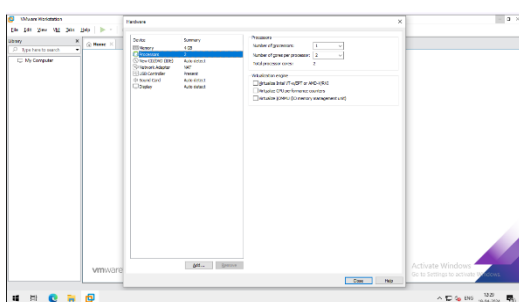 VMware Workstation
File Edit View VM Tabs Help
Library
Type here to search
My Computer
Home
Hardware
Device Summary
Memory 4 GB
Processors 2
New CD/DVD (IDE) Auto detect
Network Adapter NAT
USB Controller Present
Sound Card Auto detect
Display Auto detect
Processors
Number of processors: 1
Number of cores per processor: 2
Total processor cores: 2
Virtualization engine
Virtualize Intel VT-x/EPT or AMD-V/RVI
Virtualize CPU performance counters
Virtualize IOMMU (IO memory management unit)
Add... Remove
Close Help
vmware
Activate Windows
Go to Settings to activate Windows.
ENG